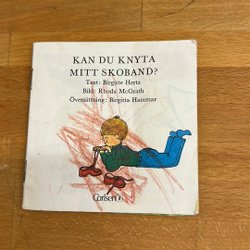 KAN DU KNYTA
MITT SKOBAND?
Text: Birgitte Hertz
Bild: Rhoda McGrath
Översättning: Birgitta Hammar
Carlsen